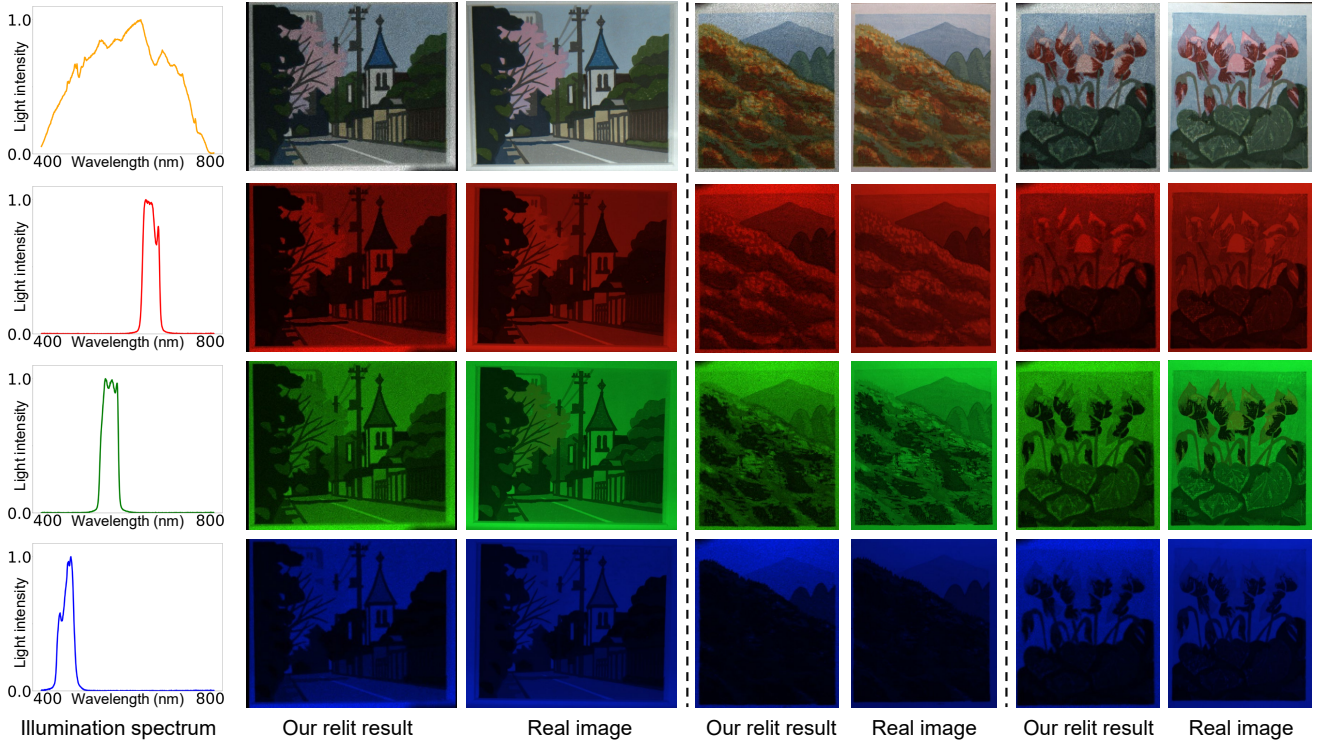 1.0
Light intensity
0.0
400 Wavelength (nm) 800
1.0
Light intensity
0.0
400 Wavelength (nm) 800
1.0
Light intensity
0.0
400 Wavelength (nm) 800
1.0
Light intensity
0.0
400 Wavelength (nm) 800
Illumination spectrum Our relit result Real image Our relit result Real image Our relit result Real image